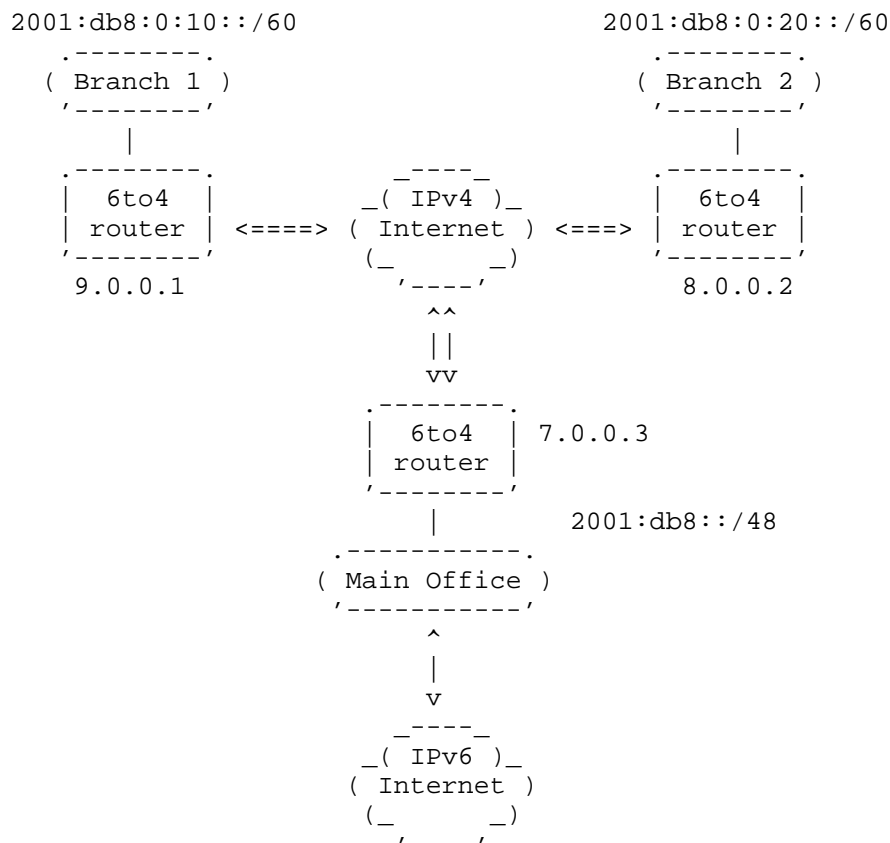 2001:db8:0:10::/60 2001:db8:0:20::/60
( Branch 1 ) ( Branch 2 )
6to4 _( IPv4 )_ 6to4
router <====> ( Internet ) <===> router
9.0.0.1 8.0.0.2
^^
||
vv
6to4 7.0.0.3
router
2001:db8::/48
( Main Office )
^
|
v
_( IPv6 )_
( Internet )